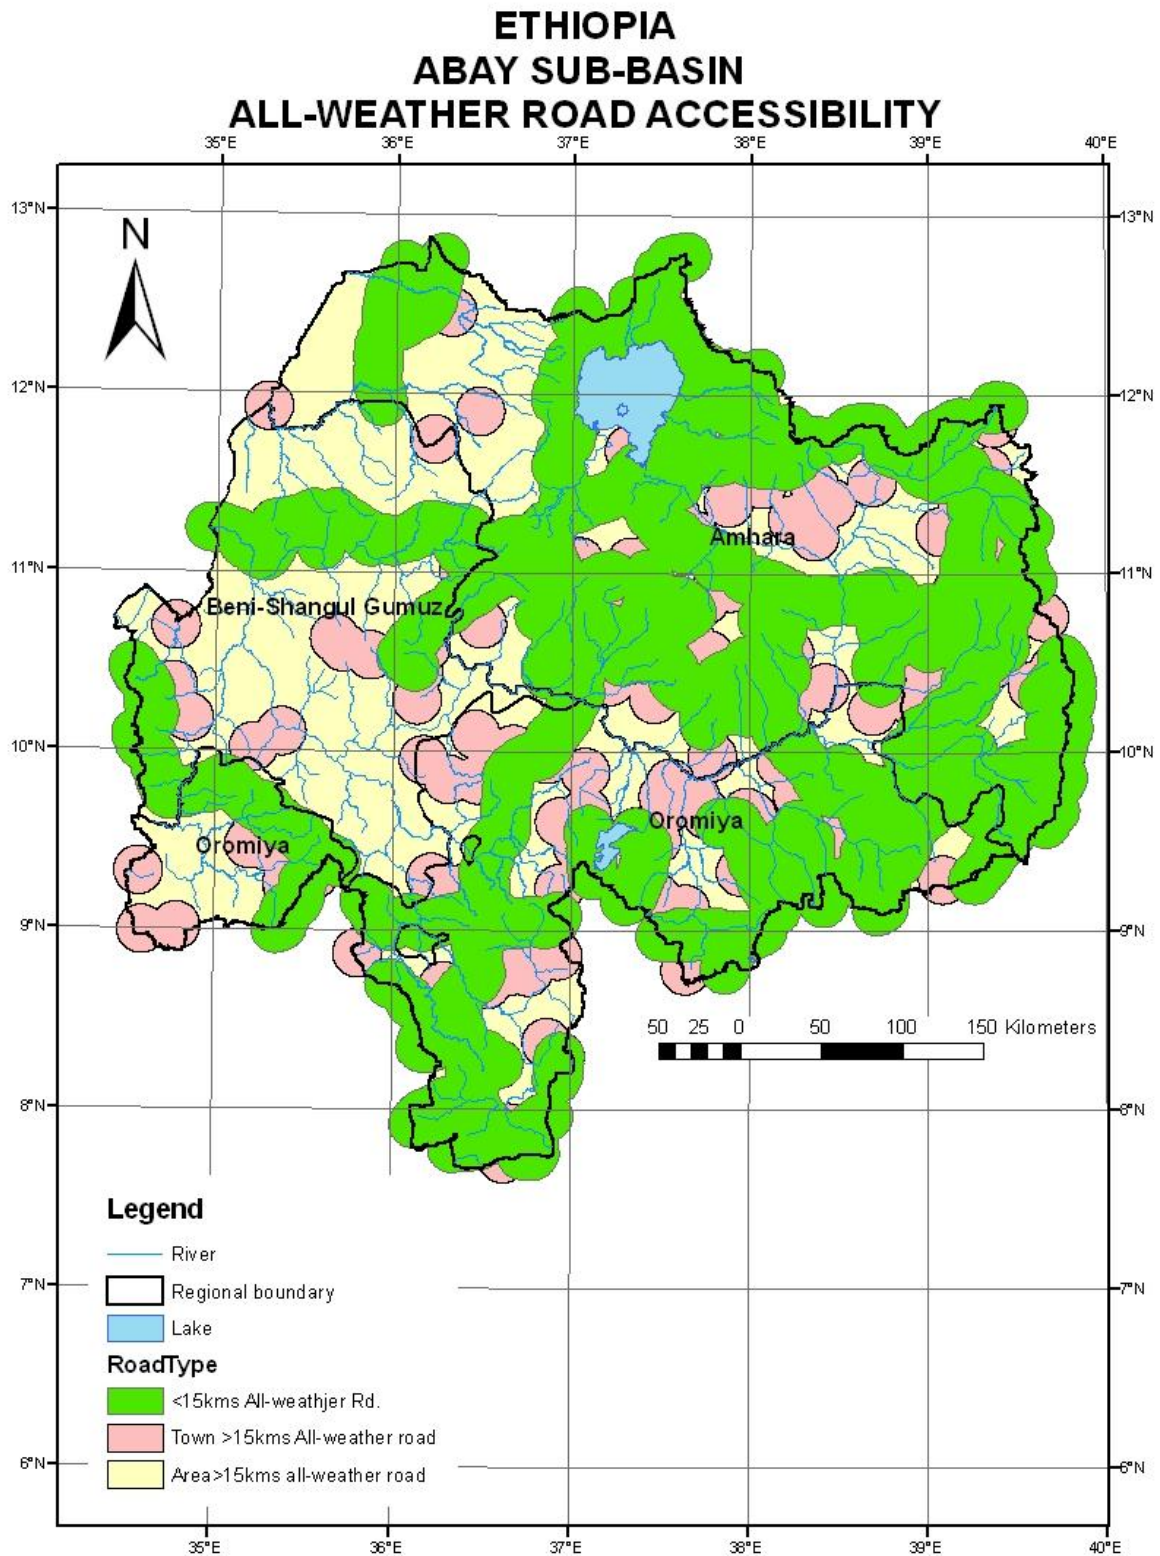 ETHIOPIA
ABAY SUB-BASIN
ALL-WEATHER ROAD ACCESSIBILITY
35°E 36°E 37°E 38°E 39°E 40°E
13°N 13°N
N
12°N 12°N
Amhara
11°N 11°N
Beni-Shangul Gumuz
10°N 10°N
Oromiya
Oromiya
9°N 9°N
50 25 0 50 100 150 Kilometers
8°N 8°N
Legend
River
7°N 7°N
Regional boundary
Lake
RoadType
<15kms All-weathjer Rd.
Town >15kms All-weather road
6°N 6°N
Area>15kms all-weather road
35°E 36°E 37°E 38°E 39°E 40°E